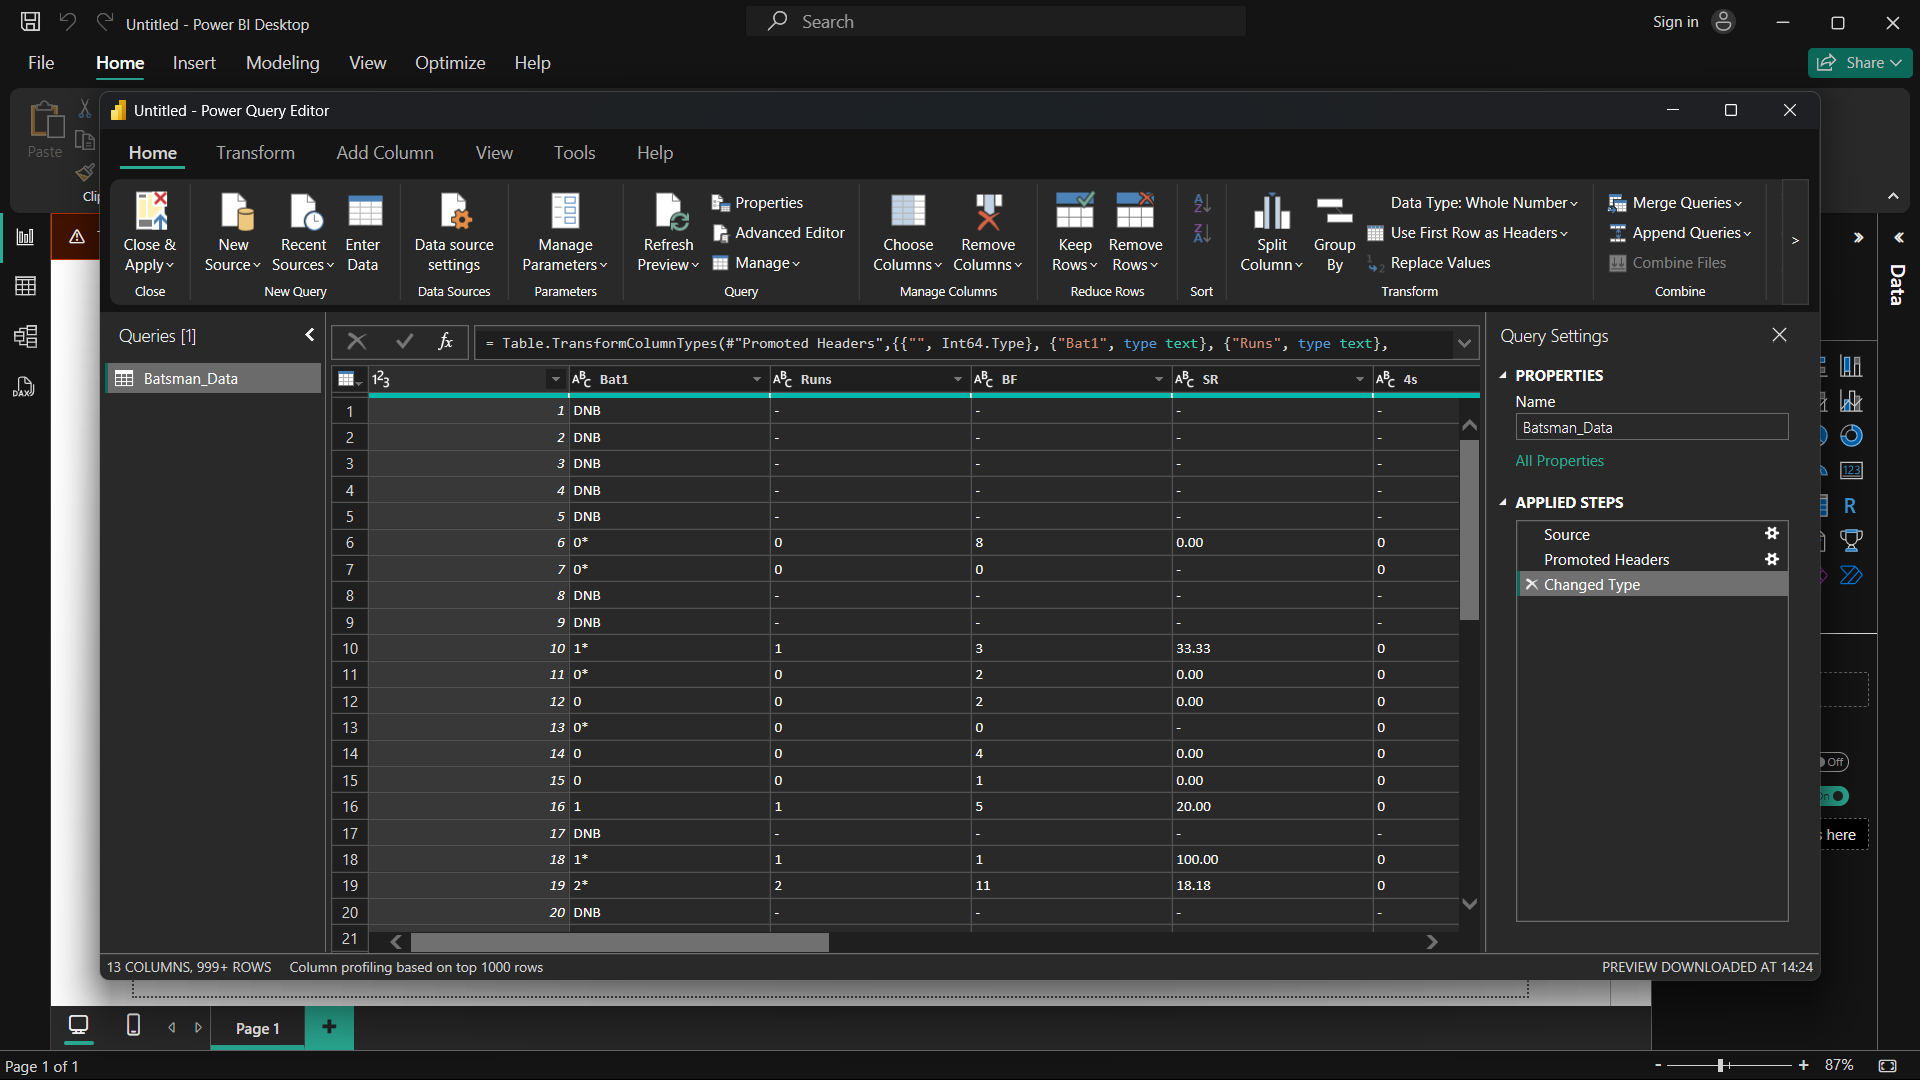 Untitled - Power BI Desktop
Search
Sign in
File Home Insert Modeling View Optimize Help
Share
Paste
Untitled - Power Query Editor
Home Transform Add Column View Tools Help
Close & Apply
Close
New Source
Recent Sources
Enter Data
New Query
Data source settings
Data Sources
Manage Parameters
Parameters
Refresh Preview
Properties
Advanced Editor
Manage
Query
Choose Columns
Remove Columns
Manage Columns
Keep Rows
Remove Rows
Reduce Rows
Sort
Split Column
Group By
Data Type: Whole Number
Use First Row as Headers
Replace Values
Transform
Merge Queries
Append Queries
Combine Files
Combine
Data
DAX
Queries [1]
Batsman_Data
fx = Table.TransformColumnTypes(#"Promoted Headers",{{"", Int64.Type}, {"Bat1", type text}, {"Runs", type text},
123 ABC Bat1 ABC Runs ABC BF ABC SR ABC 4s
1 1 DNB - - - -
2 2 DNB - - - -
3 3 DNB - - - -
4 4 DNB - - - -
5 5 DNB - - - -
6 6 0* 0 8 0.00 0
7 7 0* 0 0 - 0
8 8 DNB - - - -
9 9 DNB - - - -
10 10 1* 1 3 33.33 0
11 11 0* 0 2 0.00 0
12 12 0 0 2 0.00 0
13 13 0* 0 0 - 0
14 14 0 0 4 0.00 0
15 15 0 0 1 0.00 0
16 16 1 1 5 20.00 0
17 17 DNB - - - -
18 18 1* 1 1 100.00 0
19 19 2* 2 11 18.18 0
20 20 DNB - - - -
21
Query Settings
PROPERTIES
Name
Batsman_Data
All Properties
APPLIED STEPS
Source
Promoted Headers
Changed Type
123
R
Off
here
13 COLUMNS, 999+ ROWS Column profiling based on top 1000 rows
PREVIEW DOWNLOADED AT 14:24
Page 1
Page 1 of 1
- + 87%